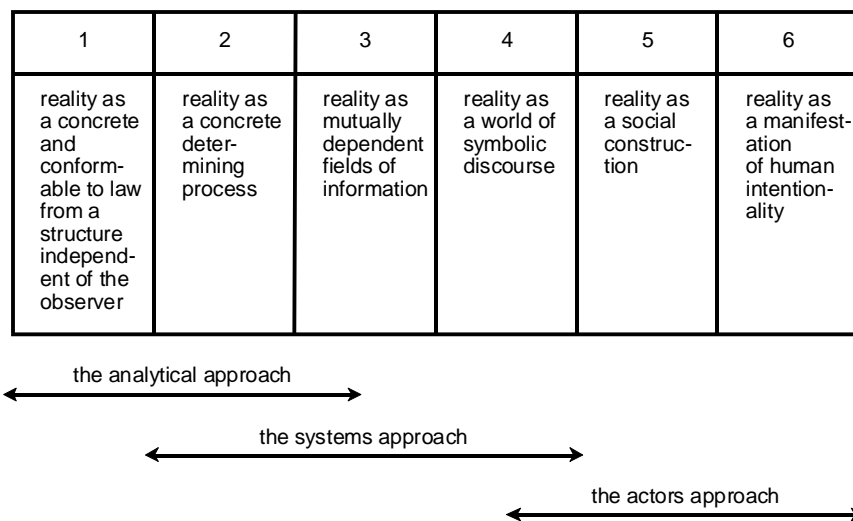 1 2 3 4 5 6
reality as
a concrete
and
conform-
able to law
from a
structure
independ-
ent of the
observer
reality as
a concrete
deter-
mining
process
reality as
mutually
dependent
fields of
information
reality as
a world of
symbolic
discourse
reality as
a social
construc-
tion
reality as
a manifest-
ation
of human
intention-
ality
the analytical approach
the systems approach
the actors approach